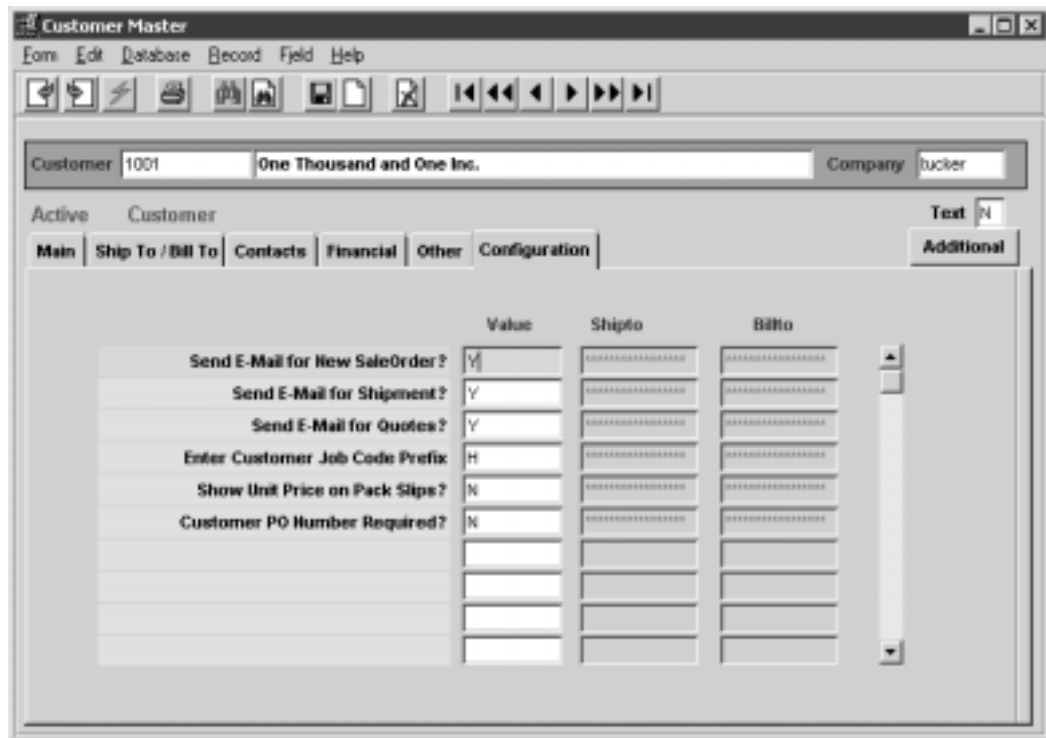 Customer Master
Form Edit Database Record Field Help
Customer 1001 One Thousand and One Inc. Company tucker
Active Customer Text N
Main Ship To / Bill To Contacts Financial Other Configuration Additional
Value Shipto Billto
Send E-Mail for New SaleOrder? Y
Send E-Mail for Shipment? Y
Send E-Mail for Quotes? Y
Enter Customer Job Code Prefix H
Show Unit Price on Pack Slips? N
Customer PO Number Required? N